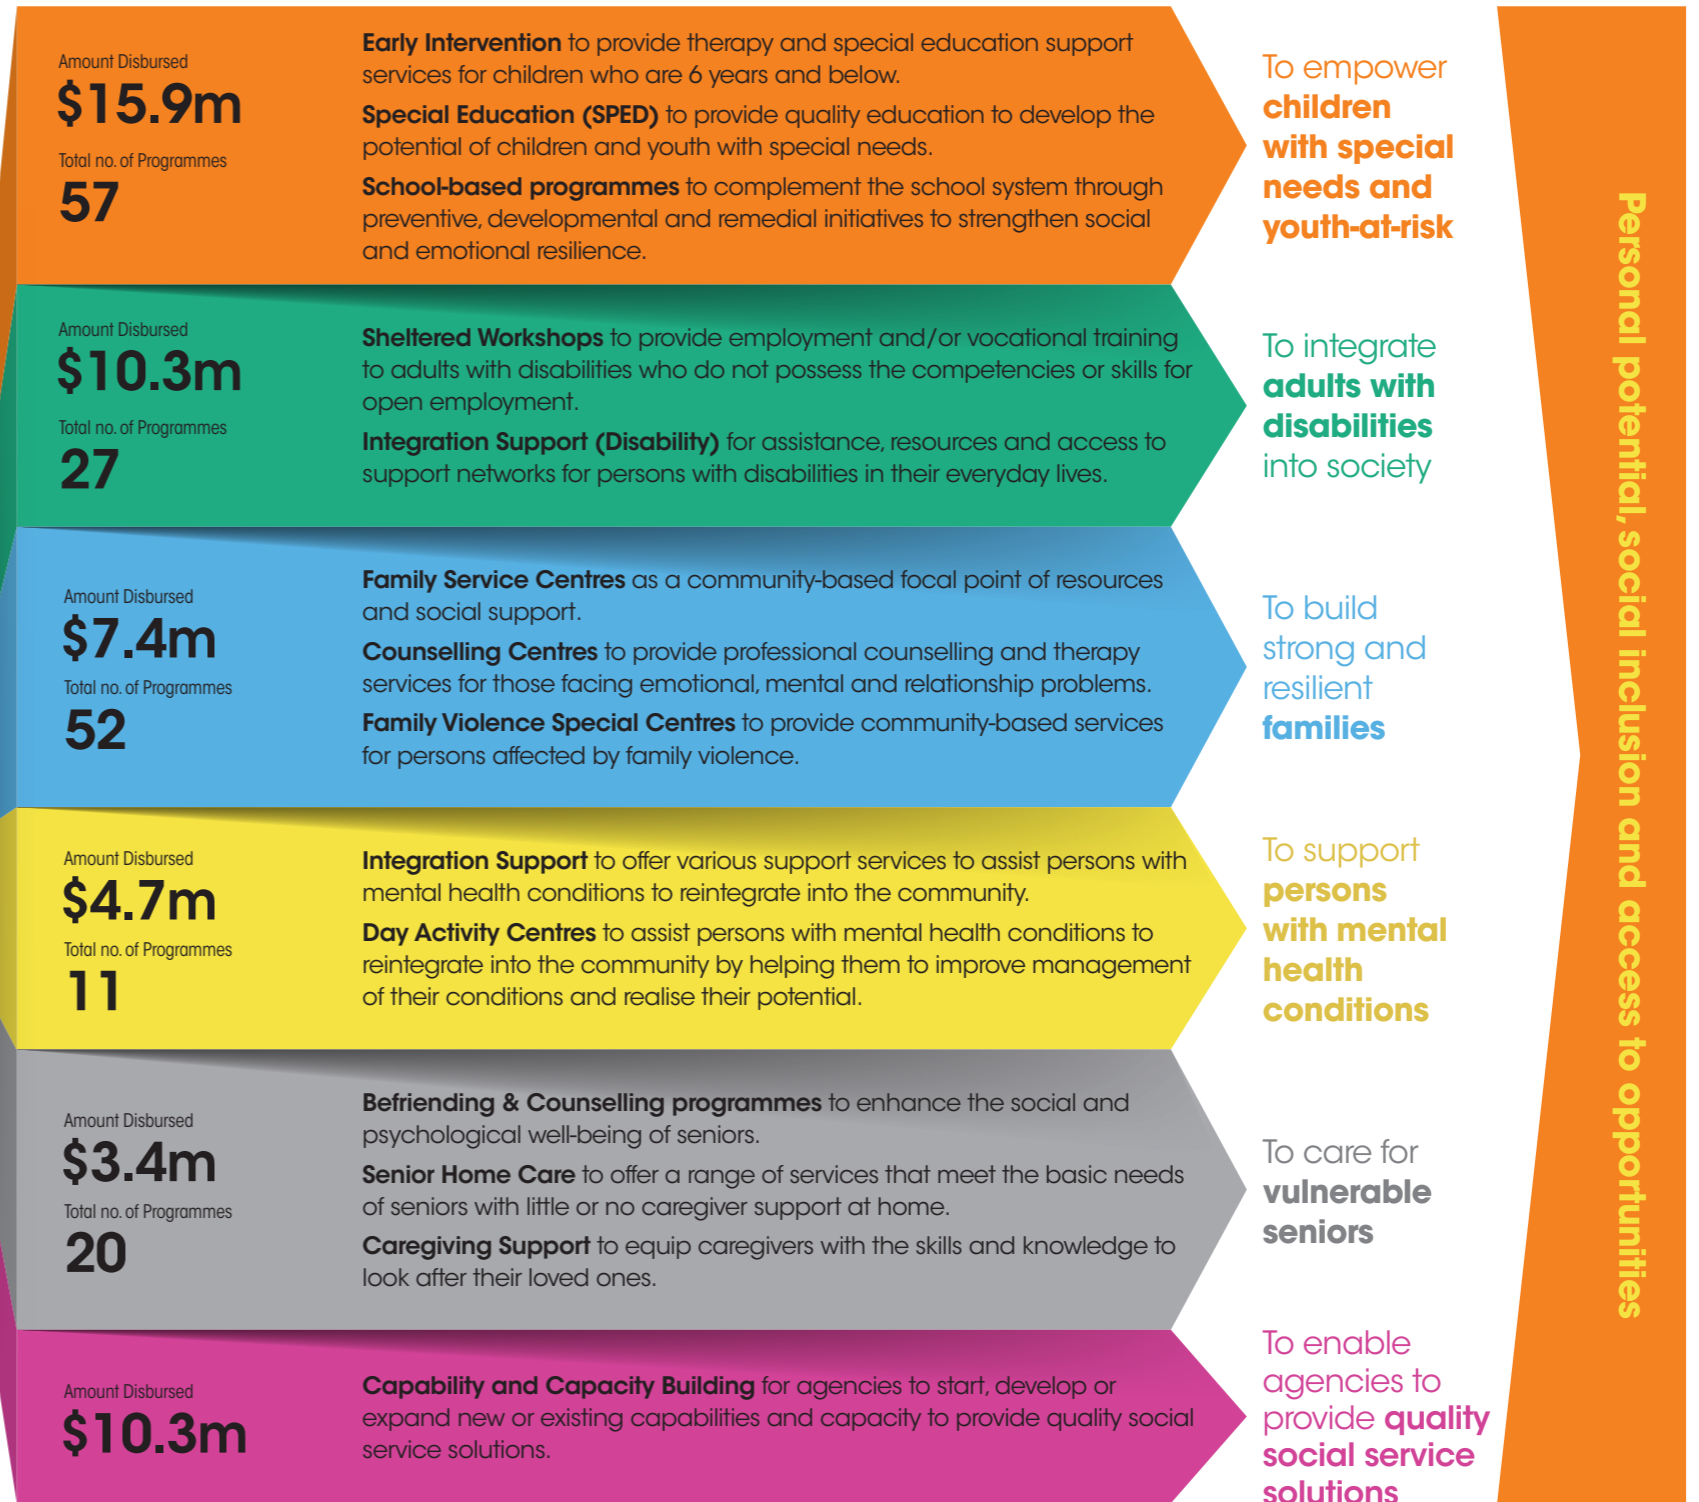 Amount Disbursed
$15.9m
Total no. of Programmes
57
Early Intervention to provide therapy and special education support
services for children who are 6 years and below.
Special Education (SPED) to provide quality education to develop the
potential of children and youth with special needs.
School-based programmes to complement the school system through
preventive, developmental and remedial initiatives to strengthen social
and emotional resilience.
To empower
children
with special
needs and
youth-at-risk
Amount Disbursed
$10.3m
Total no. of Programmes
27
Sheltered Workshops to provide employment and/or vocational training
to adults with disabilities who do not possess the competencies or skills for
open employment.
Integration Support (Disability) for assistance, resources and access to
support networks for persons with disabilities in their everyday lives.
To integrate
adults with
disabilities
into society
Amount Disbursed
$7.4m
Total no. of Programmes
52
Family Service Centres as a community-based focal point of resources
and social support.
Counselling Centres to provide professional counselling and therapy
services for those facing emotional, mental and relationship problems.
Family Violence Special Centres to provide community-based services
for persons affected by family violence.
To build
strong and
resilient
families
Amount Disbursed
$4.7m
Total no. of Programmes
11
Integration Support to offer various support services to assist persons with
mental health conditions to reintegrate into the community.
Day Activity Centres to assist persons with mental health conditions to
reintegrate into the community by helping them to improve management
of their conditions and realise their potential.
To support
persons
with mental
health
conditions
Amount Disbursed
$3.4m
Total no. of Programmes
20
Befriending & Counselling programmes to enhance the social and
psychological well-being of seniors.
Senior Home Care to offer a range of services that meet the basic needs
of seniors with little or no caregiver support at home.
Caregiving Support to equip caregivers with the skills and knowledge to
look after their loved ones.
To care for
vulnerable
seniors
Amount Disbursed
$10.3m
Capability and Capacity Building for agencies to start, develop or
expand new or existing capabilities and capacity to provide quality social
service solutions.
To enable
agencies to
provide quality
social service
solutions
Personal potential, social inclusion and access to opportunities